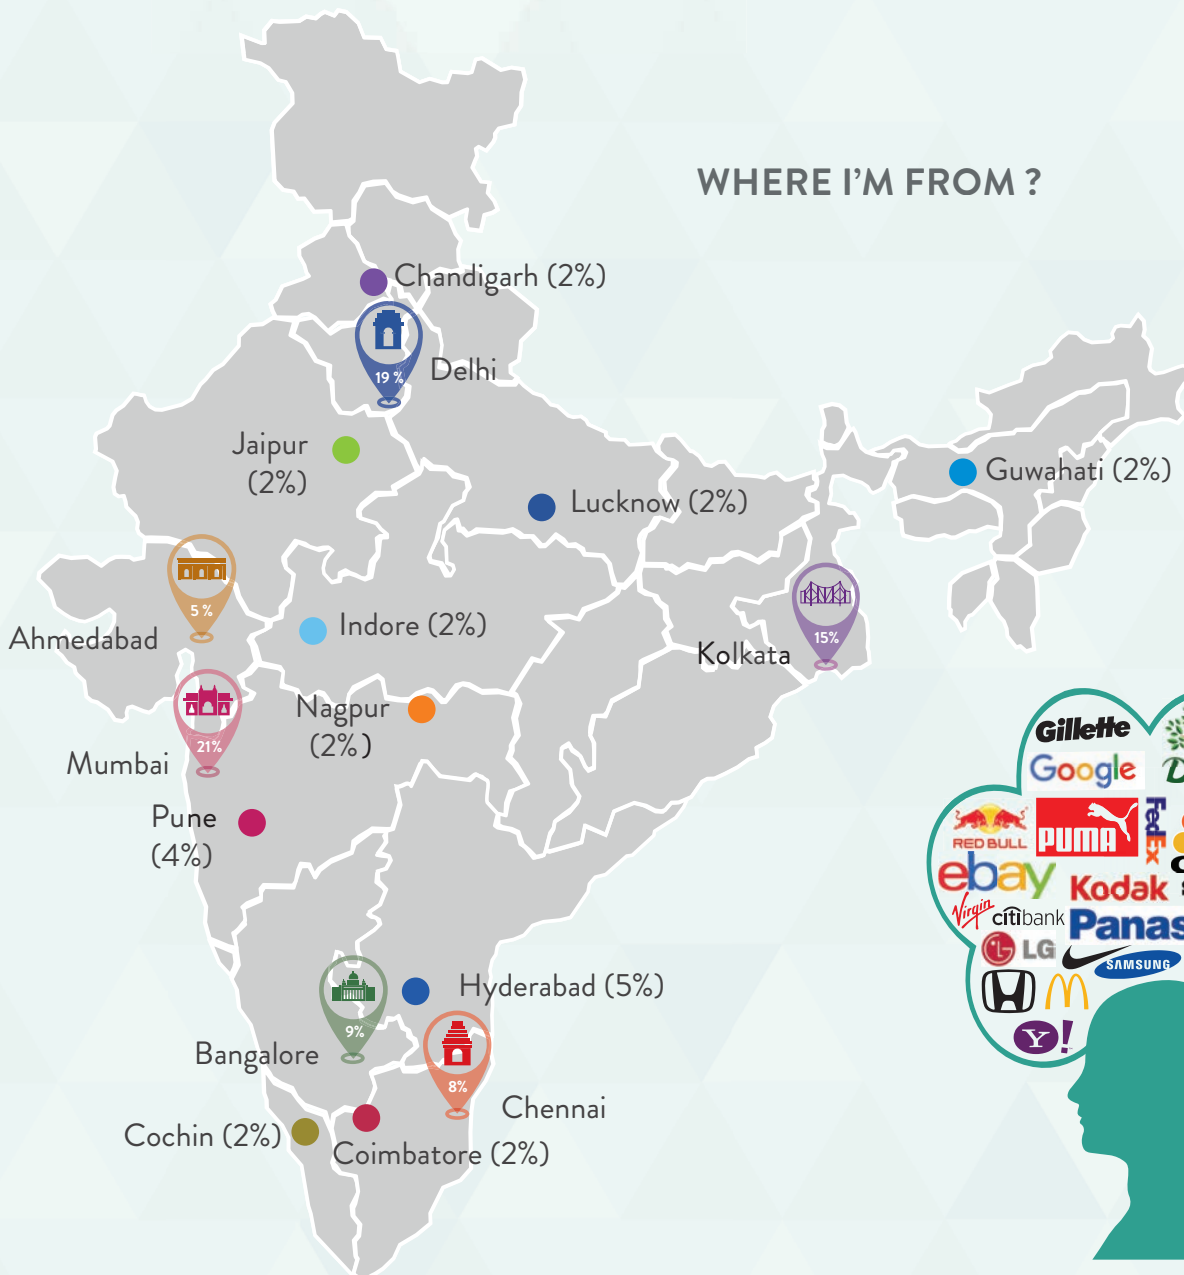 WHERE I'M FROM ?
Chandigarh (2%)
19 %
Delhi
Jaipur
(2%)
Guwahati (2%)
Lucknow (2%)
5 %
Ahmedabad
Indore (2%)
15%
Kolkata
Nagpur
(2%)
21%
Mumbai
Pune
(4%)
Hyderabad (5%)
9%
Bangalore
8%
Chennai
Cochin (2%)
Coimbatore (2%)
Gillette
Google
RED BULL
PUMA
FedEx
ebay
Kodak
Virgin
citibank
Panas
LG
SAMSUNG
Y!